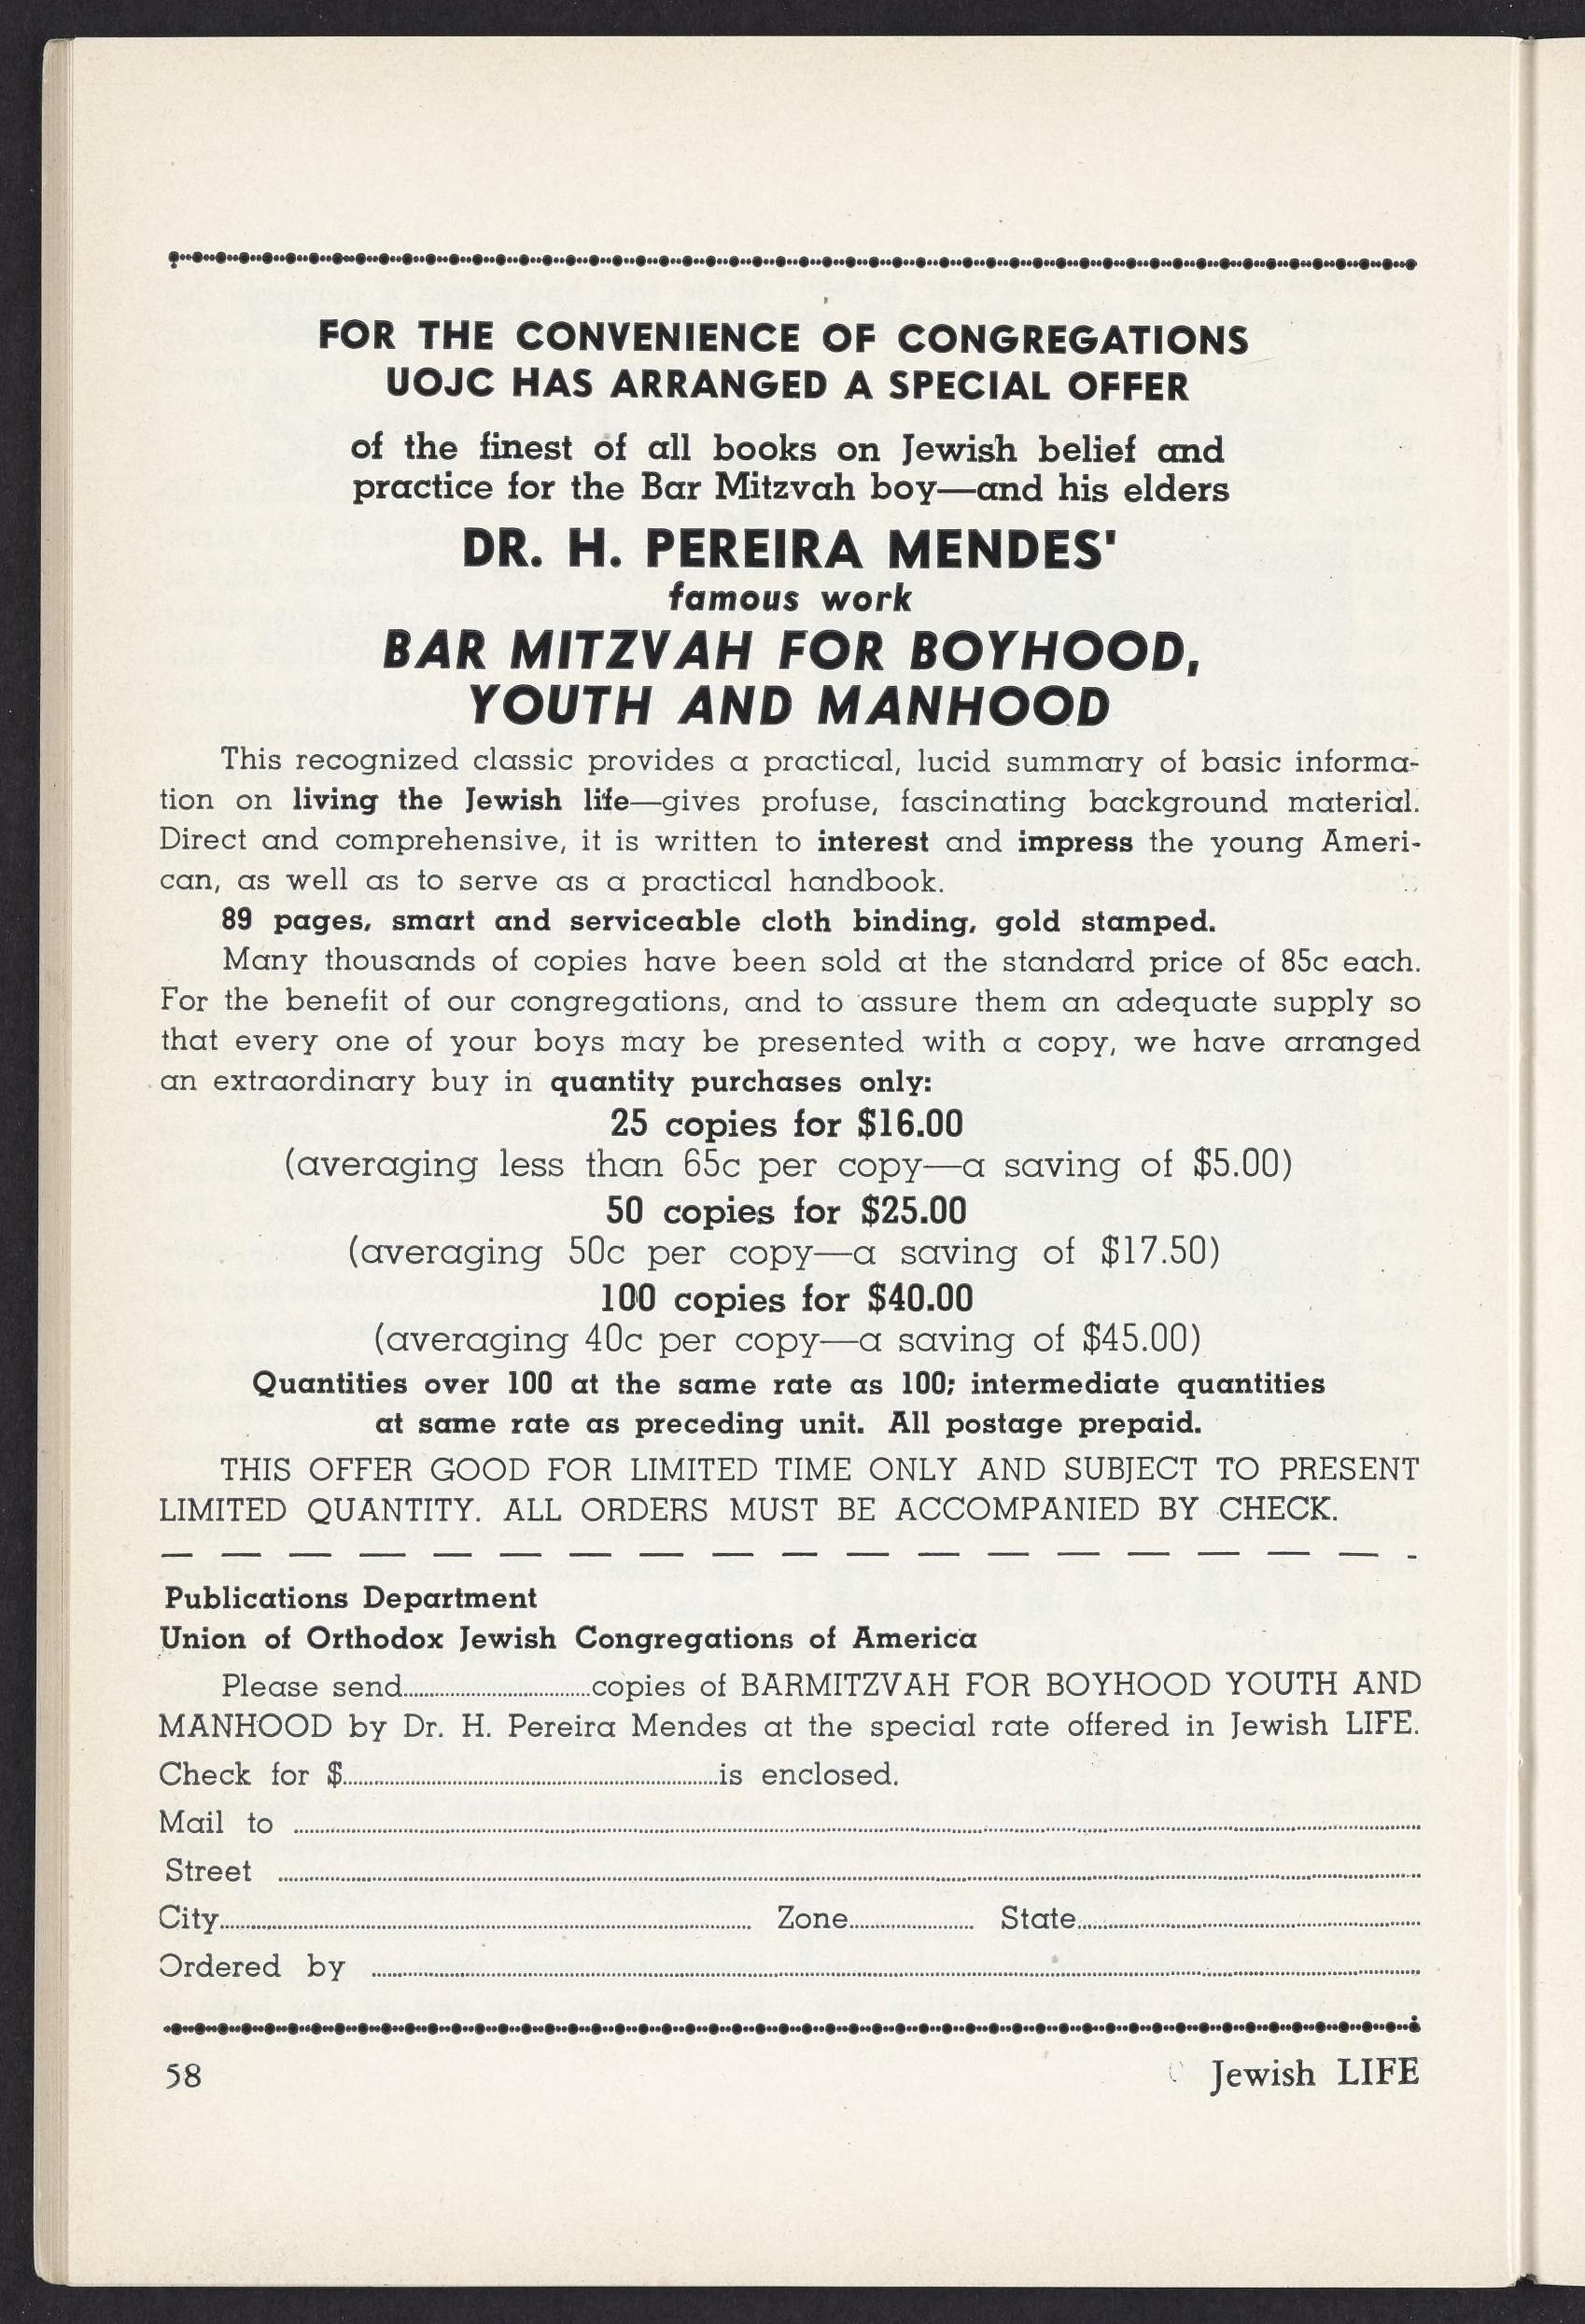 FOR THE CONVENIENCE OF CONGREGATIONS
UOJC HAS ARRANGED A SPECIAL OFFER
of the finest of all books on Jewish belief and
practice for the Bar Mitzvah boy—and his elders
DR. H. PEREIRA MENDES'
famous work
BAR MITZVAH FOR BOYHOOD,
YOUTH AND MANHOOD
This recognized classic provides a practical, lucid summary of basic informa-
tion on living the Jewish life—gives profuse, fascinating background material.
Direct and comprehensive, it is written to interest and impress the young Ameri-
can, as well as to serve as a practical handbook.
89 pages, smart and serviceable cloth binding, gold stamped.
Many thousands of copies have been sold at the standard price of 85c each.
For the benefit of our congregations, and to assure them an adequate supply so
that every one of your boys may be presented with a copy, we have arranged
an extraordinary buy in quantity purchases only:
25 copies for $16.00
(averaging less than 65c per copy—a saving of $5.00)
50 copies for $25.00
(averaging 50c per copy—a saving of $17.50)
100 copies for $40.00
(averaging 40c per copy—a saving of $45.00)
Quantities over 100 at the same rate as 100; intermediate quantities
at same rate as preceding unit. All postage prepaid.
THIS OFFER GOOD FOR LIMITED TIME ONLY AND SUBJECT TO PRESENT
LIMITED QUANTITY. ALL ORDERS MUST BE ACCOMPANIED BY CHECK.
Publications Department
Union of Orthodox Jewish Congregations of America
Please send..............................copies of BARMITZVAH FOR BOYHOOD YOUTH AND
MANHOOD by Dr. H. Pereira Mendes at the special rate offered in Jewish LIFE.
Check for $..............................is enclosed.
Mail to ..............................
Street ..............................
City.............................. Zone.................... State..............................
Ordered by ..............................
58 Jewish LIFE